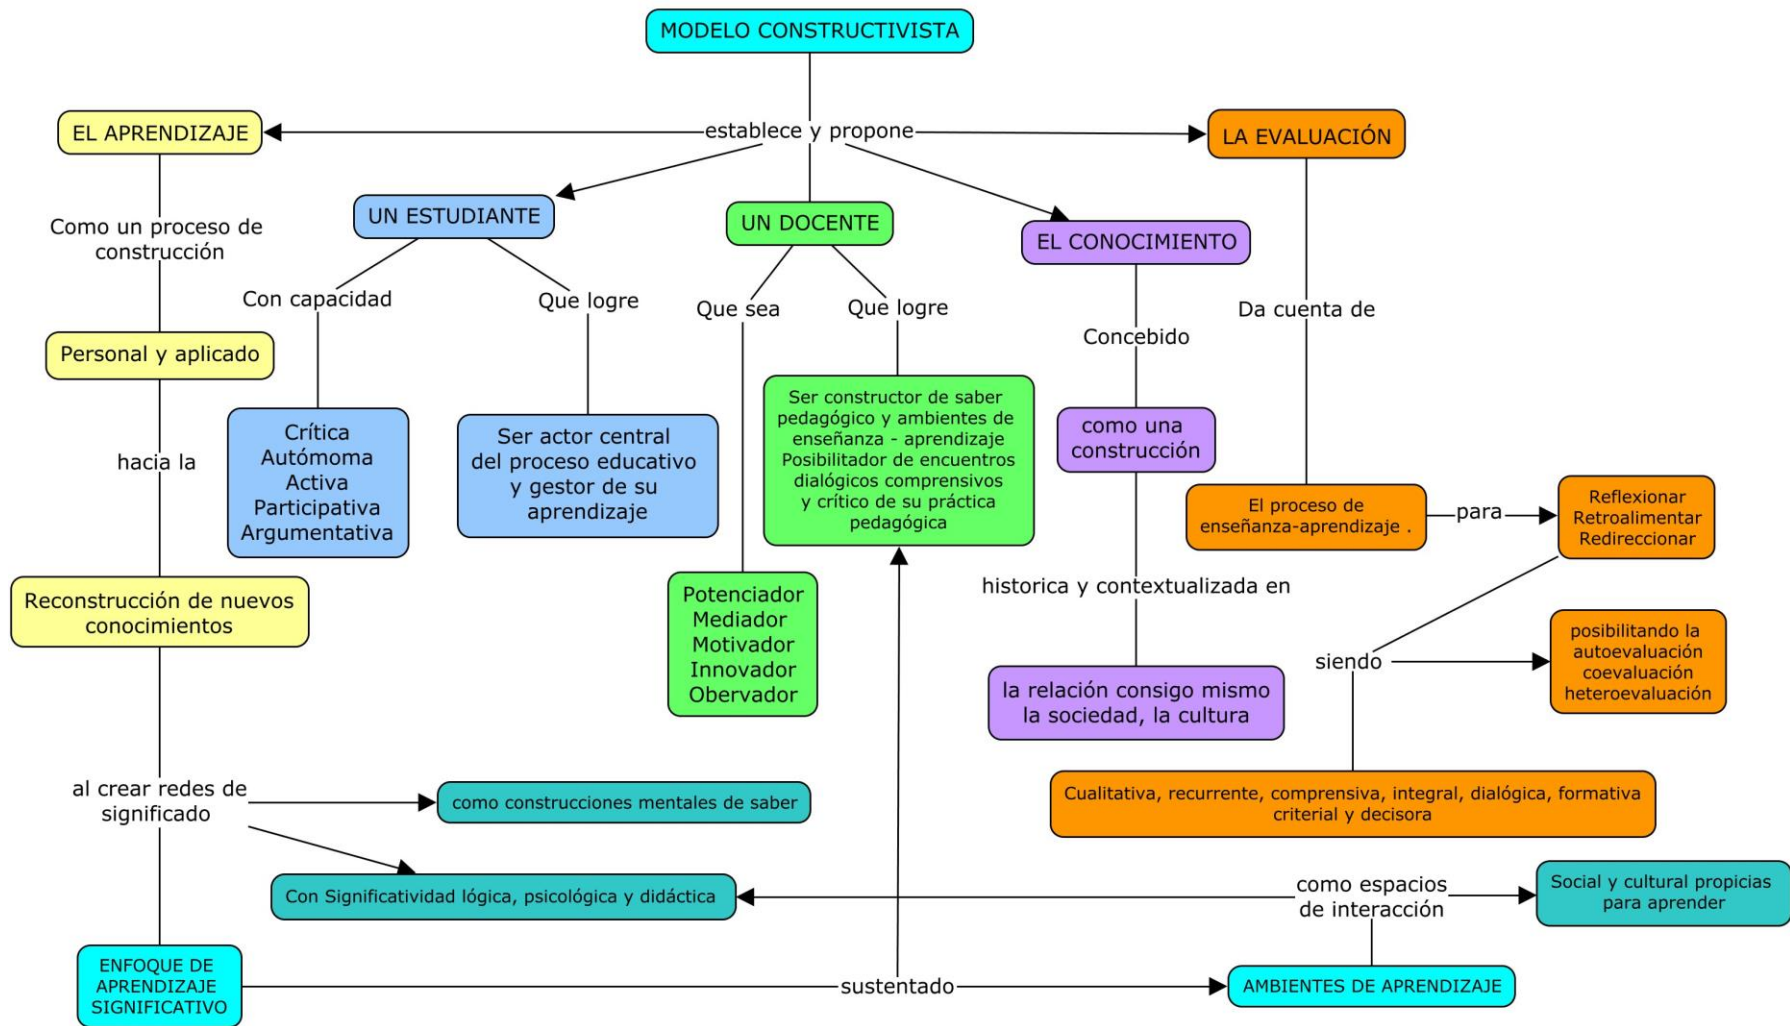 MODELO CONSTRUCTIVISTA
establece y propone
EL APRENDIZAJE
Como un proceso de
construcción
Personal y aplicado
hacia la
Reconstrucción de nuevos
conocimientos
al crear redes de
significado
como construcciones mentales de saber
Con Significatividad lógica, psicológica y didáctica
ENFOQUE DE
APRENDIZAJE
SIGNIFICATIVO
sustentado
AMBIENTES DE APRENDIZAJE
como espacios
de interacción
Social y cultural propicias
para aprender
UN ESTUDIANTE
Con capacidad
Crítica
Autómoma
Activa
Participativa
Argumentativa
Que logre
Ser actor central
del proceso educativo
y gestor de su
aprendizaje
UN DOCENTE
Que sea
Potenciador
Mediador
Motivador
Innovador
Obervador
Que logre
Ser constructor de saber
pedagógico y ambientes de
enseñanza - aprendizaje
Posibilitador de encuentros
dialógicos comprensivos
y crítico de su práctica
pedagógica
EL CONOCIMIENTO
Concebido
como una
construcción
historica y contextualizada en
la relación consigo mismo
la sociedad, la cultura
LA EVALUACIÓN
Da cuenta de
El proceso de
enseñanza-aprendizaje .
para
Reflexionar
Retroalimentar
Redireccionar
siendo
posibilitando la
autoevaluación
coevaluación
heteroevaluación
Cualitativa, recurrente, comprensiva, integral, dialógica, formativa
criterial y decisora